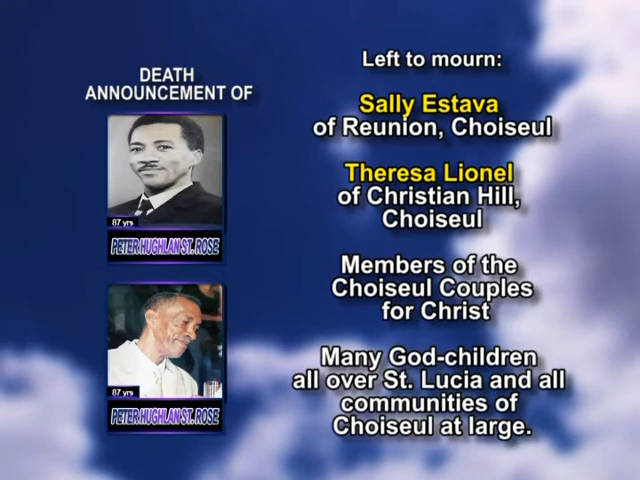 DEATH
ANNOUNCEMENT OF
87 yrs
PETER HUGHLAN ST. ROSE
87 yrs
PETER HUGHLAN ST. ROSE
Left to mourn:
Sally Estava
of Reunion, Choiseul
Theresa Lionel
of Christian Hill,
Choiseul
Members of the
Choiseul Couples
for Christ
Many God-children
all over St. Lucia and all
communities of
Choiseul at large.